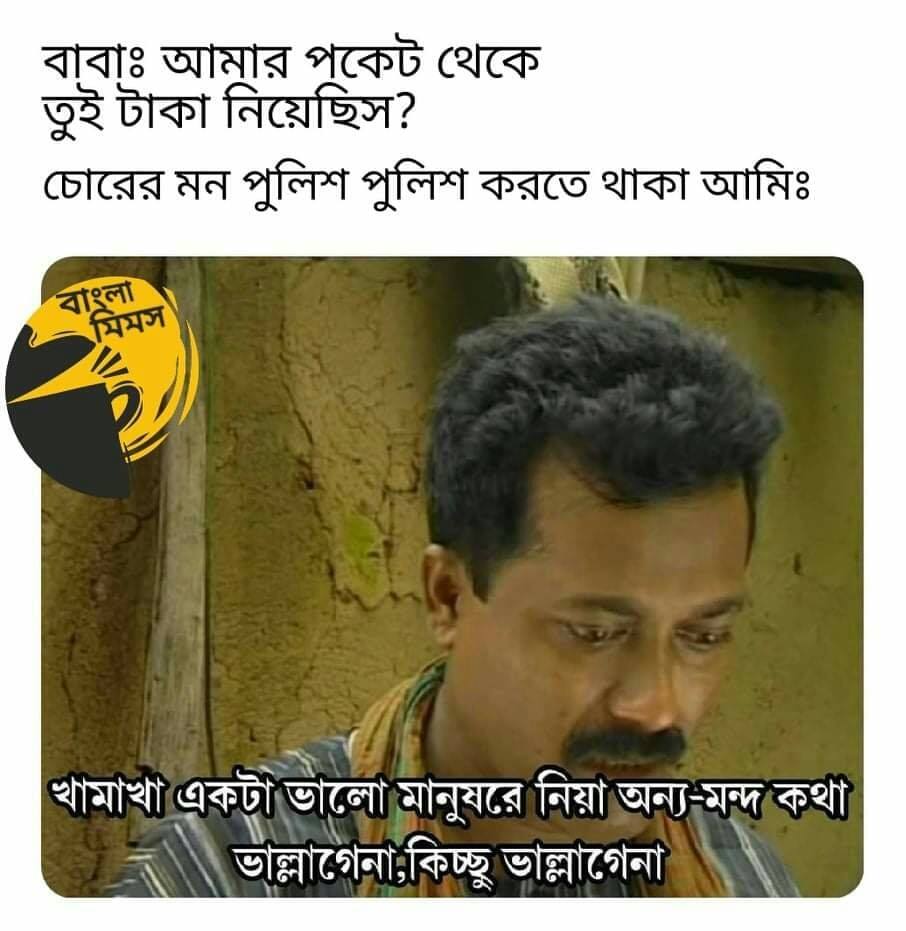 বাবাঃ আমার পকেট থেকে
তুই টাকা নিয়েছিস?
চোরের মন পুলিশ পুলিশ করতে থাকা আমিঃ
বাংলা
মিমস
খামাখা একটা ভালো মানুষরে নিয়া অন্য-মন্দ কথা
ভাল্লাগেনা,কিচ্ছু ভাল্লাগেনা